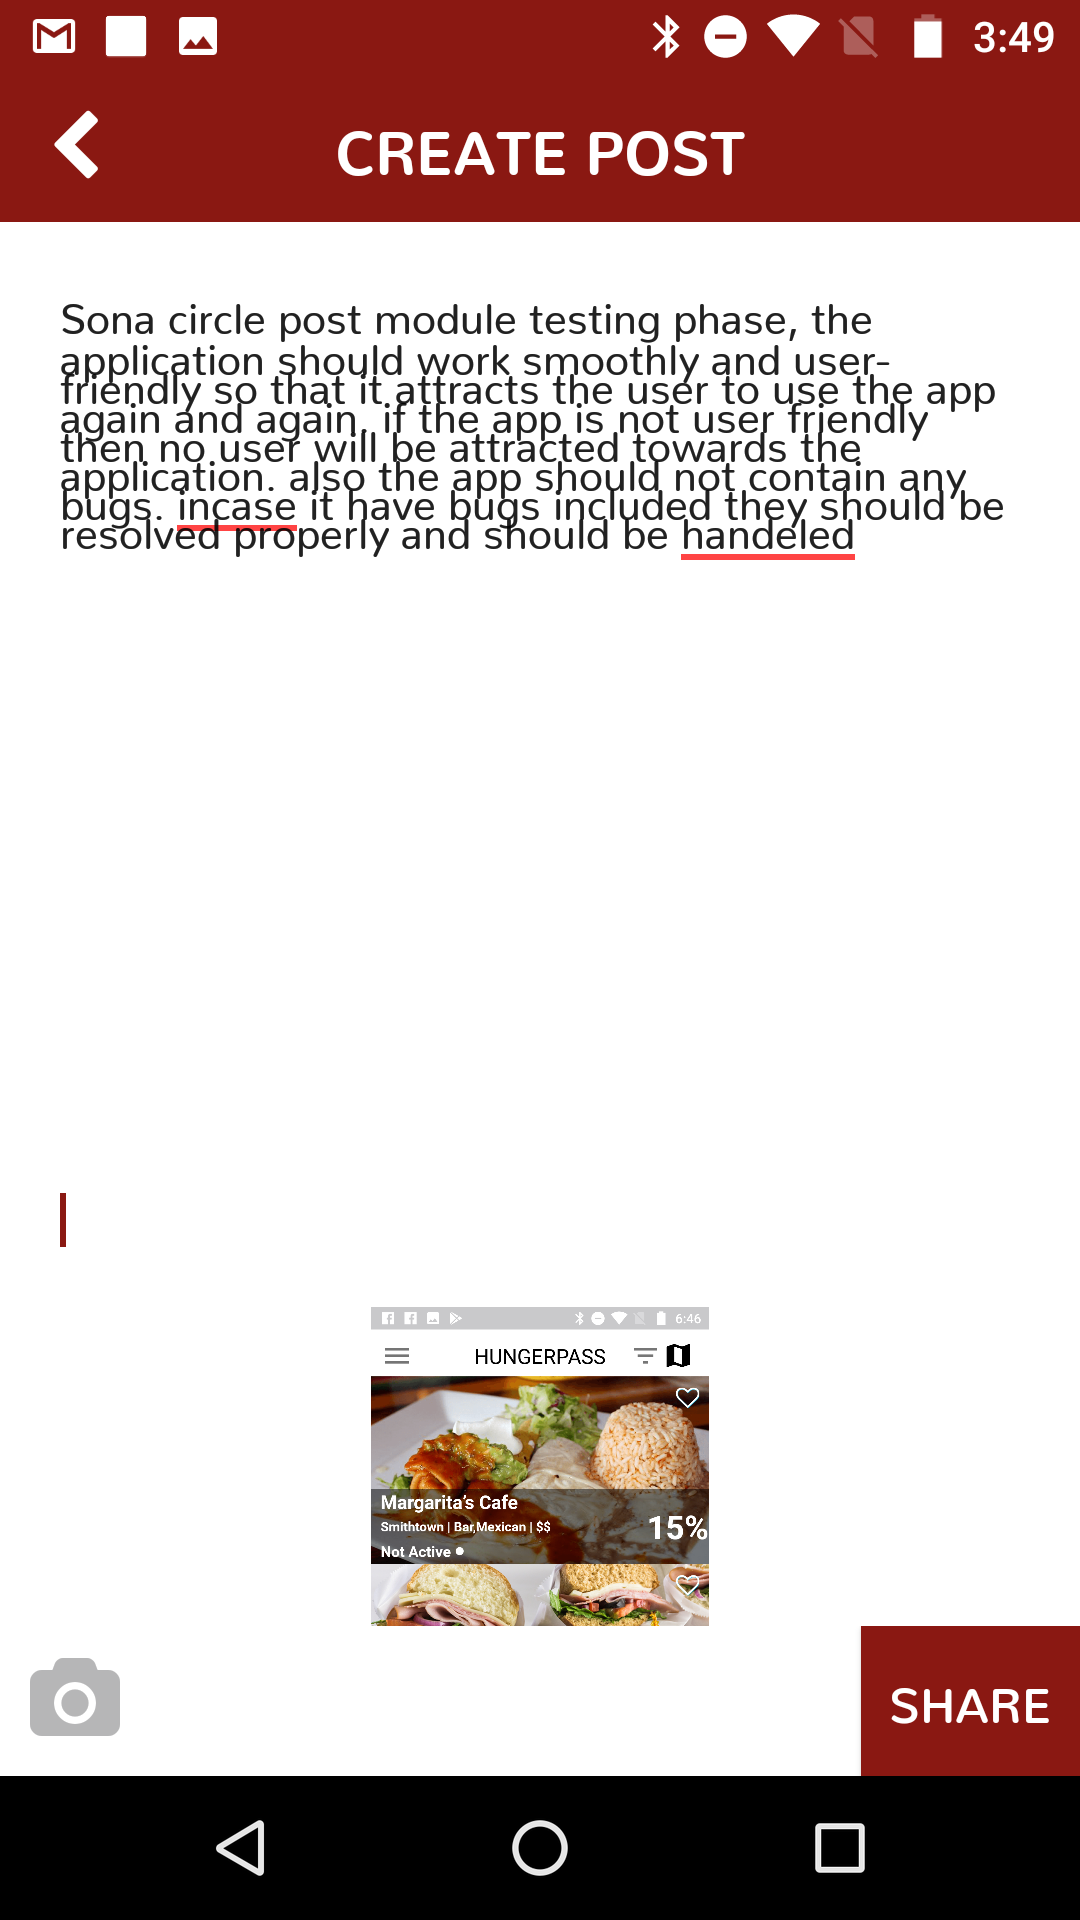 3:49
CREATE POST
Sona circle post module testing phase, the
application should work smoothly and user-
friendly so that it attracts the user to use the app
again and again. if the app is not user friendly
then no user will be attracted towards the
application. also the app should not contain any
bugs. incase it have bugs included they should be
resolved properly and should be handeled
6:46
HUNGERPASS
Margarita's Cafe
Smithtown | Bar,Mexican | $$
15%
Not Active
SHARE